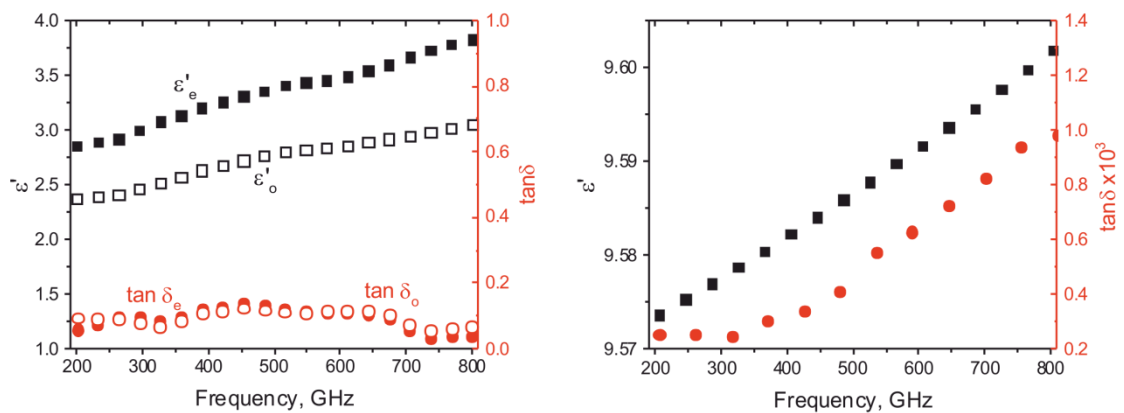 4.0
3.5
3.0
2.5
2.0
1.5
1.0
ε'
ε'e
ε'o
tan δe
tan δo
1.0
0.8
0.6
0.4
0.2
0.0
tanδ
200 300 400 500 600 700 800
Frequency, GHz
9.60
9.59
9.58
9.57
ε'
1.4
1.2
1.0
0.8
0.6
0.4
0.2
tanδ x10³
200 300 400 500 600 700 800
Frequency, GHz